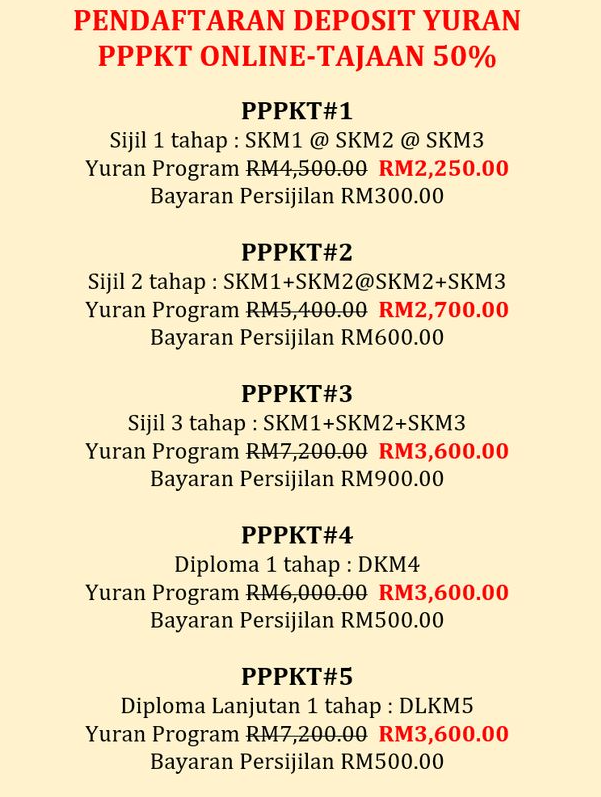 PENDAFTARAN DEPOSIT YURAN
PPPKT ONLINE-TAJAAN 50%
PPPKT#1
Sijil 1 tahap : SKM1 @ SKM2 @ SKM3
Yuran Program RM4,500.00 RM2,250.00
Bayaran Persijilan RM300.00
PPPKT#2
Sijil 2 tahap : SKM1+SKM2@SKM2+SKM3
Yuran Program RM5,400.00 RM2,700.00
Bayaran Persijilan RM600.00
PPPKT#3
Sijil 3 tahap : SKM1+SKM2+SKM3
Yuran Program RM7,200.00 RM3,600.00
Bayaran Persijilan RM900.00
PPPKT#4
Diploma 1 tahap : DKM4
Yuran Program RM6,000.00 RM3,600.00
Bayaran Persijilan RM500.00
PPPKT#5
Diploma Lanjutan 1 tahap : DLKM5
Yuran Program RM7,200.00 RM3,600.00
Bayaran Persijilan RM500.00